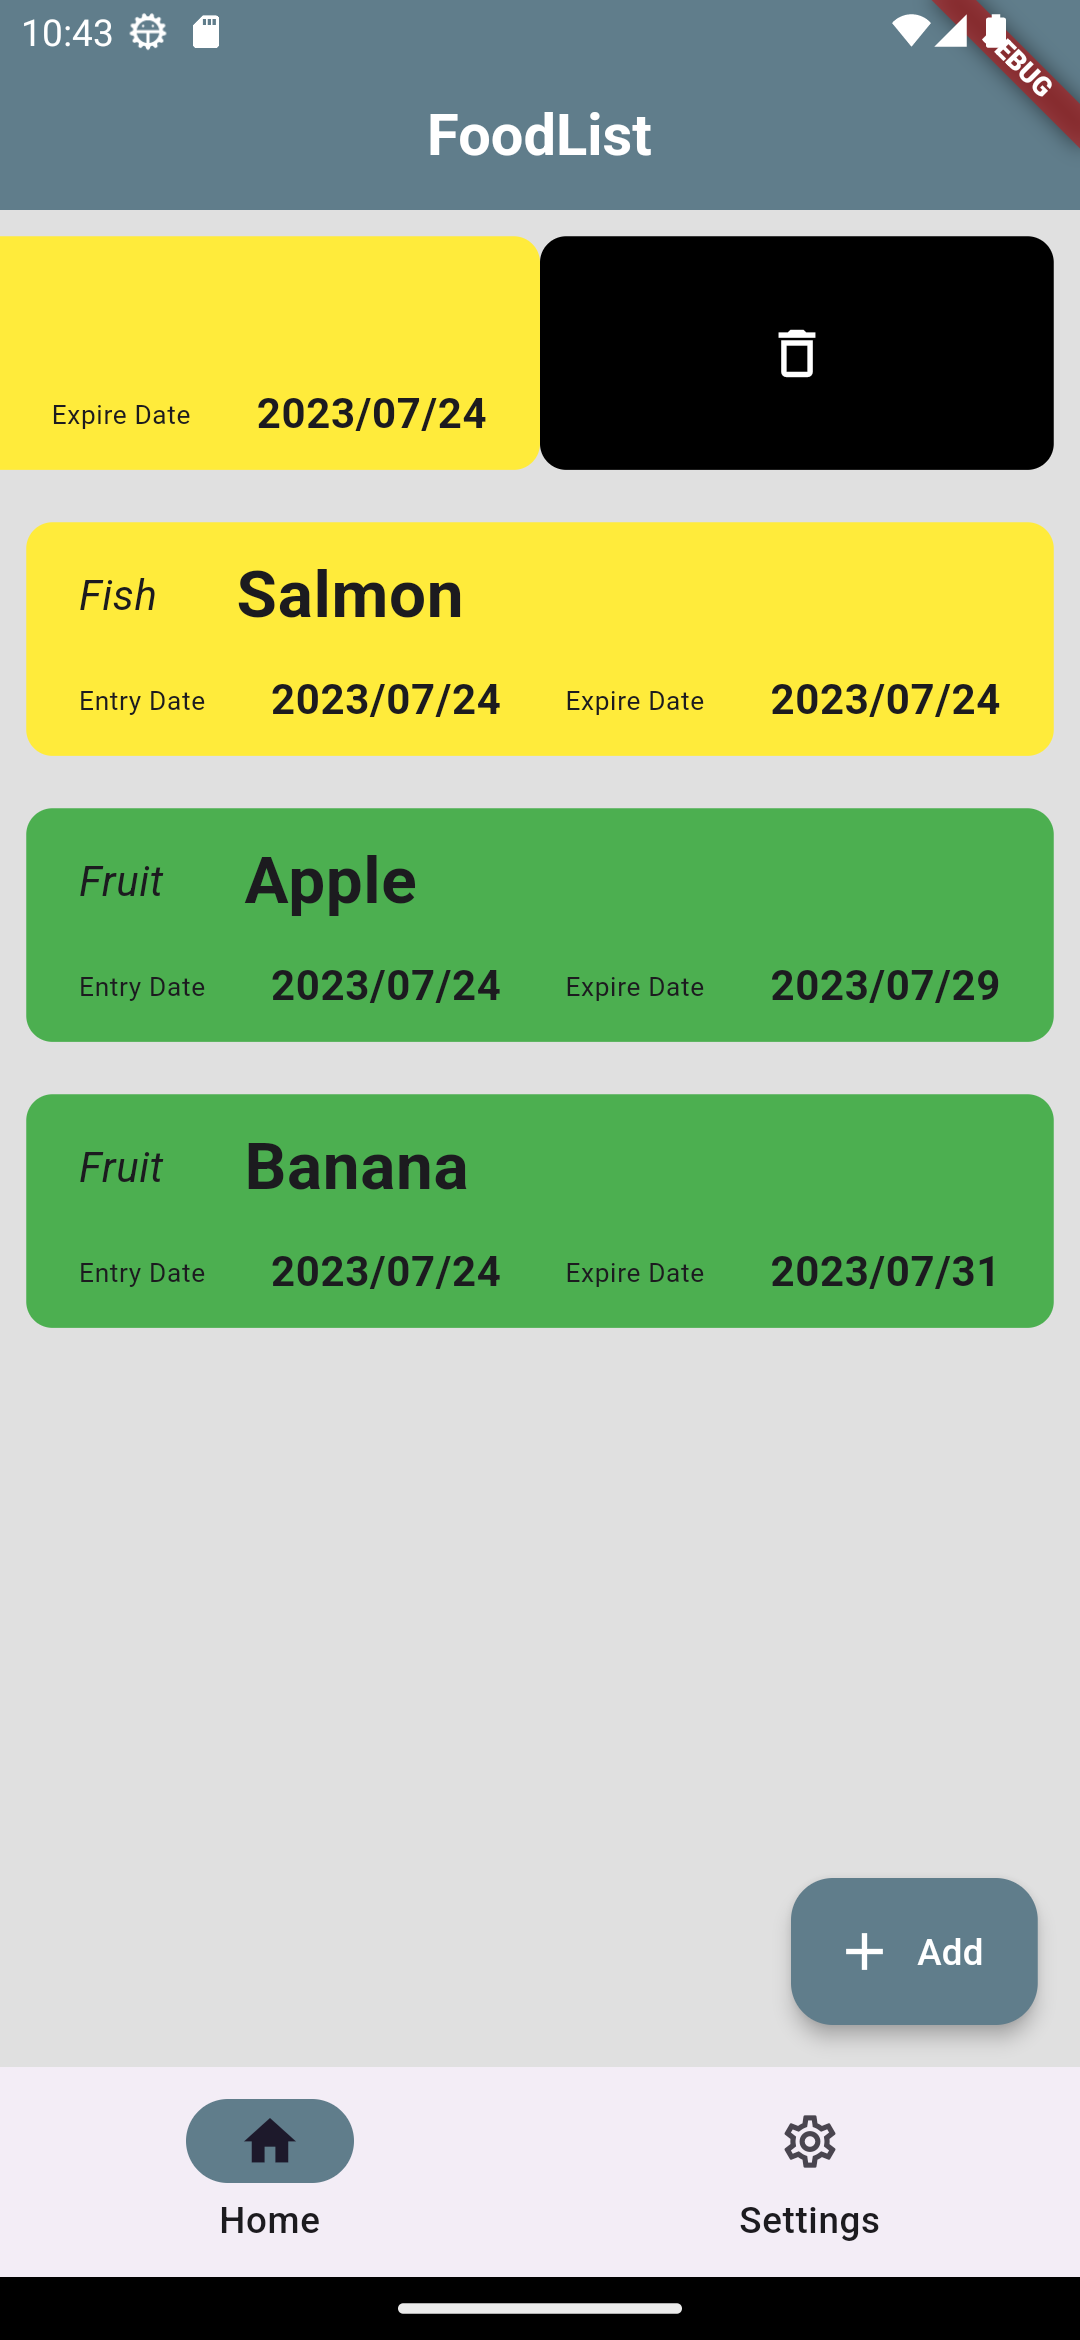 10:43
DEBUG
FoodList
Expire Date 2023/07/24
Fish Salmon
Entry Date 2023/07/24 Expire Date 2023/07/24
Fruit Apple
Entry Date 2023/07/24 Expire Date 2023/07/29
Fruit Banana
Entry Date 2023/07/24 Expire Date 2023/07/31
Add
Home Settings